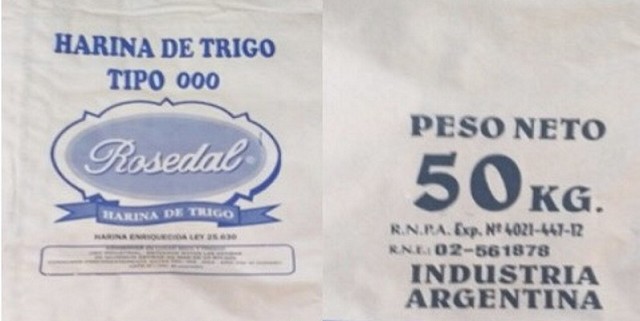 HARINA DE TRIGO
TIPO 000
Rosedal
HARINA DE TRIGO
HARINA ENRIQUECIDA LEY 25.630
PESO NETO
50 KG.
R.N.P.A. Exp. Nº 4021-447-12
R.N.E.: 02-561878
INDUSTRIA
ARGENTINA